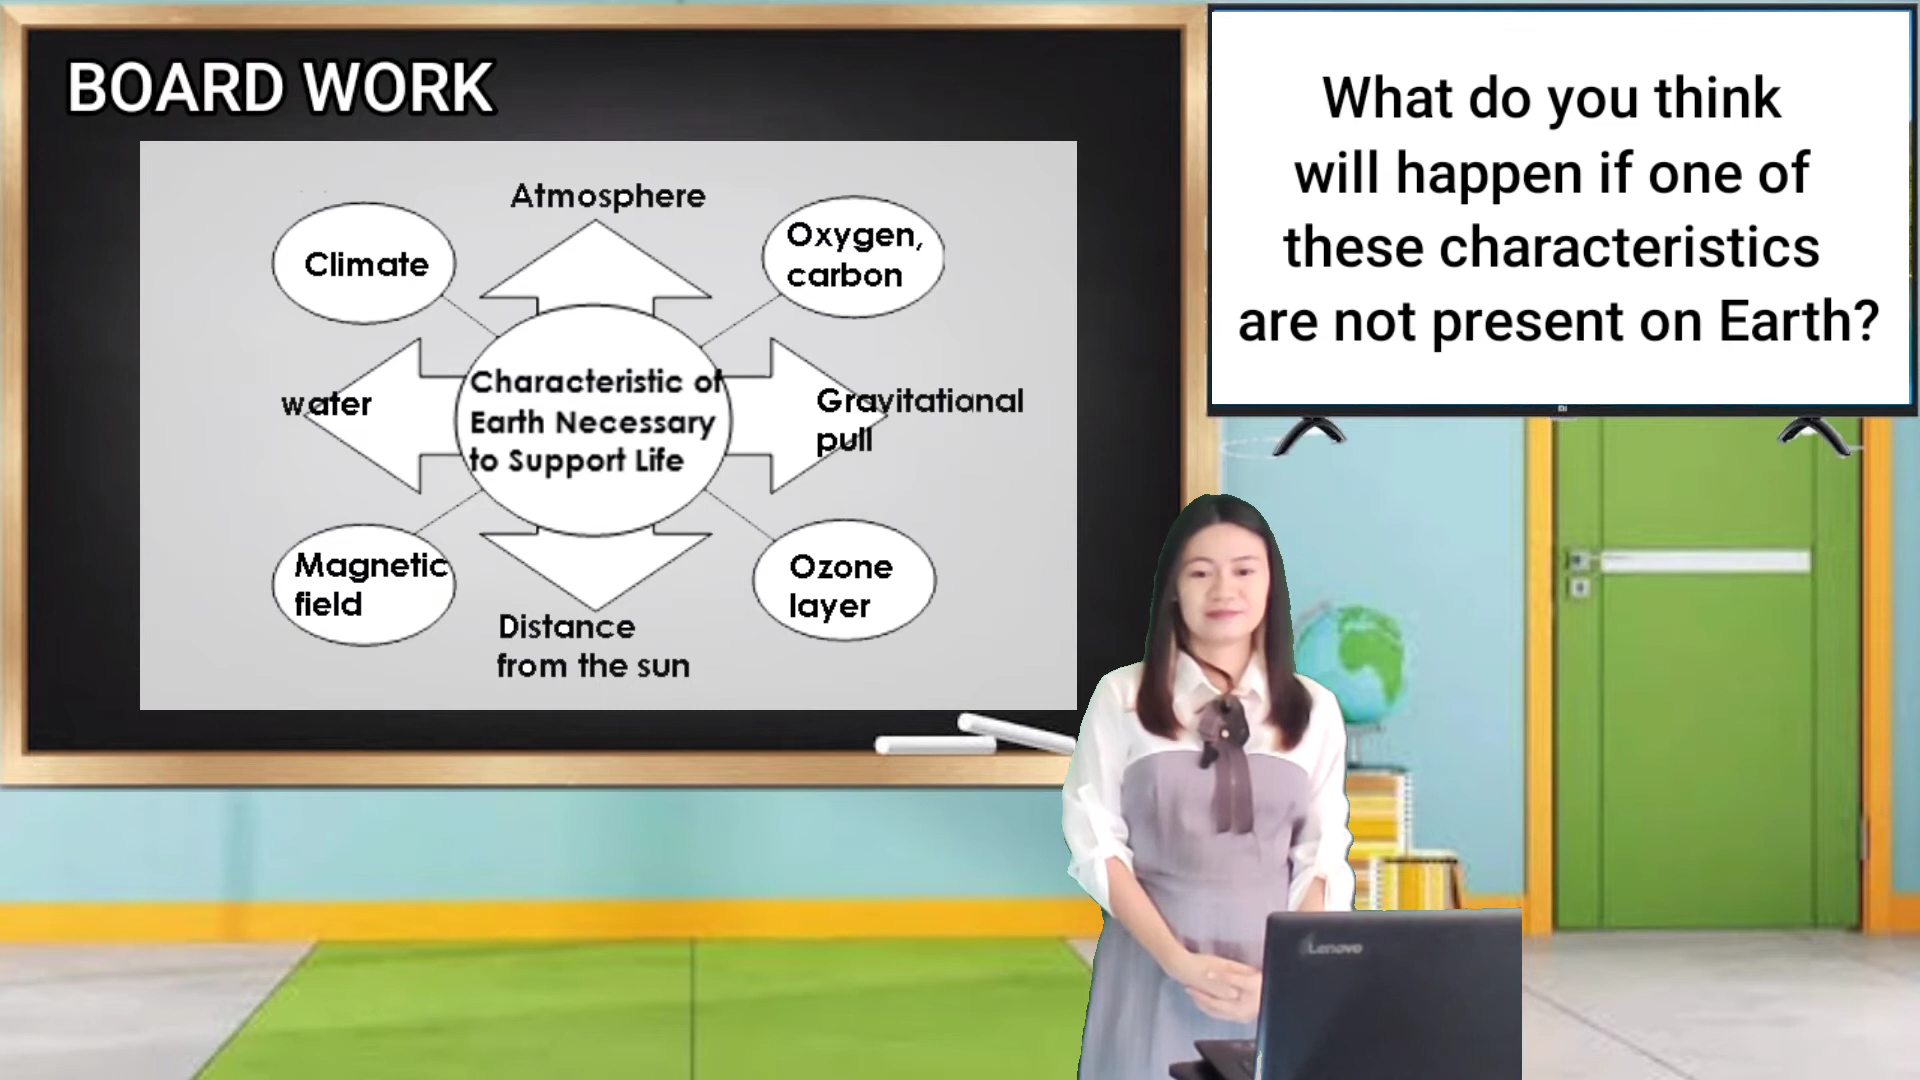 BOARD WORK
Atmosphere
Climate
Oxygen,
carbon
water
Characteristic of
Earth Necessary
to Support Life
Gravitational
pull
Magnetic
field
Ozone
layer
Distance
from the sun
What do you think
will happen if one of
these characteristics
are not present on Earth?
Lenovo